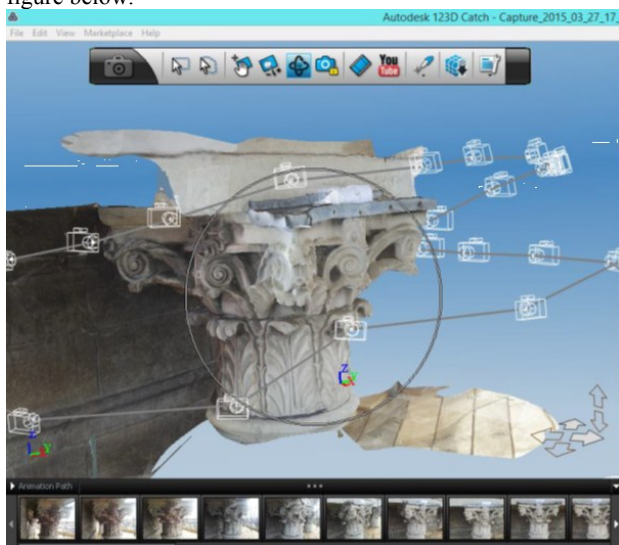 figure below.
Autodesk 123D Catch - Capture_2015_03_27_17_
File Edit View Marketplace Help
You
Tube
Z
Y
Z
Y
Animation Path